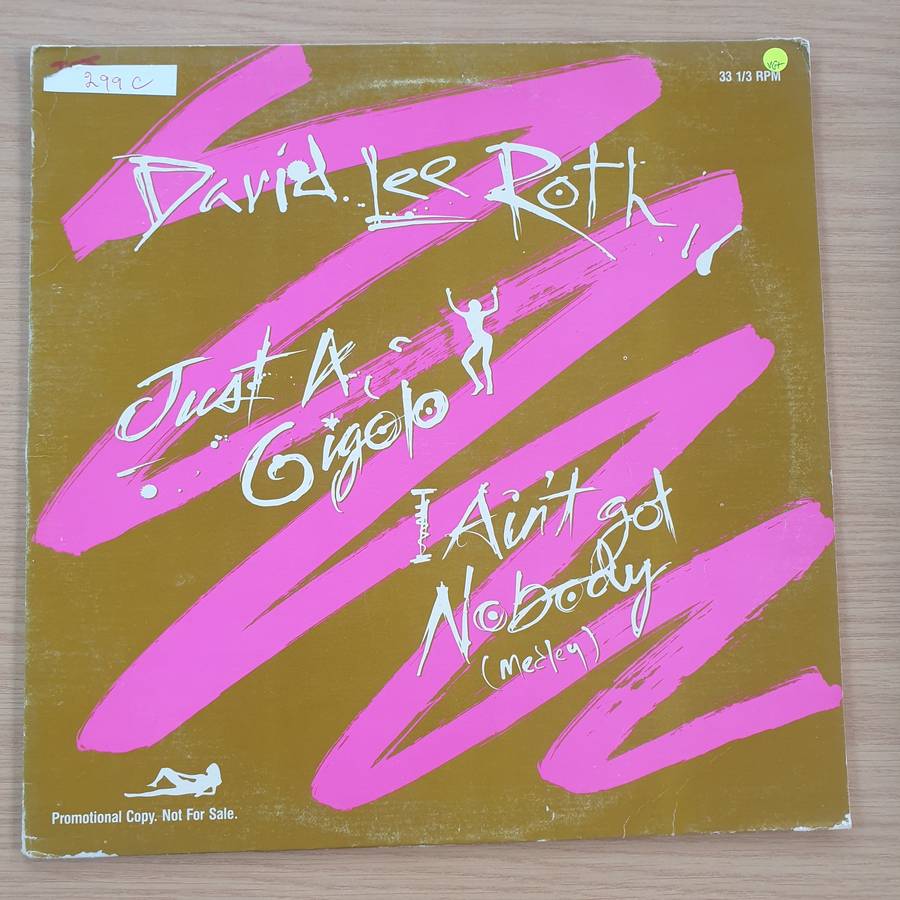 299 C
VG+
33 1/3 RPM
David Lee Roth
Just A
Gigolo
I Ain't got
Nobody
(Medley)
Promotional Copy. Not For Sale.